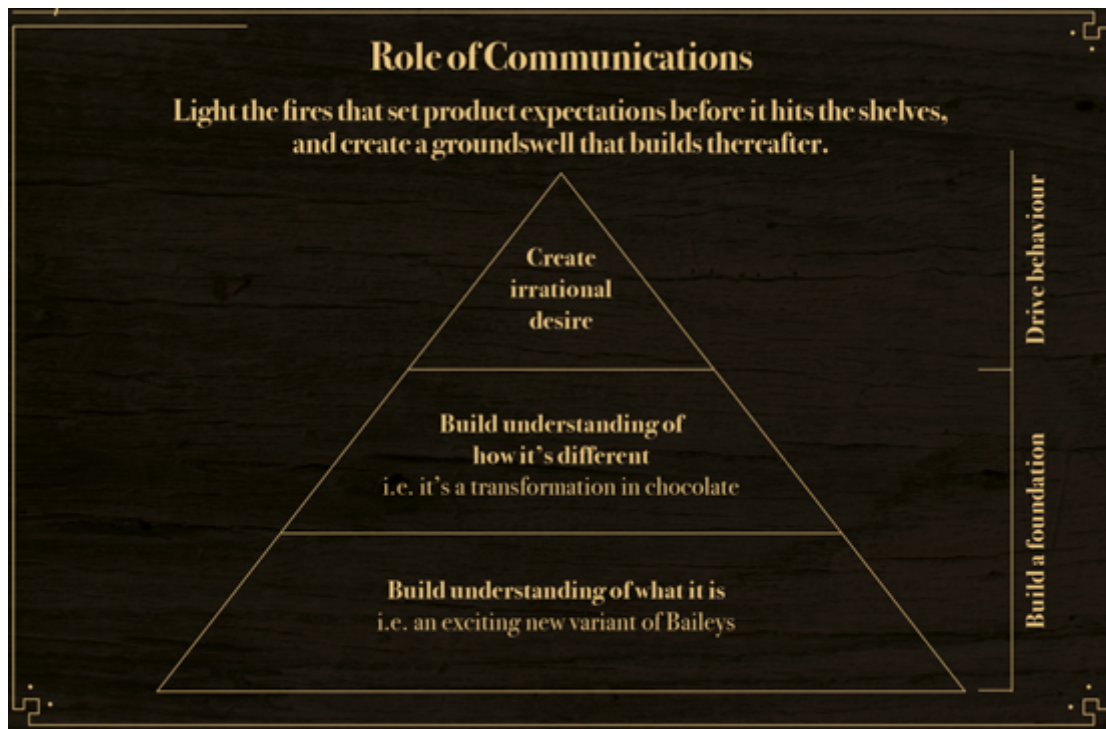 Role of Communications
Light the fires that set product expectations before it hits the shelves,
and create a groundswell that builds thereafter.
Create
irrational
desire
Drive behaviour
Build understanding of
how it's different
i.e. it's a transformation in chocolate
Build understanding of what it is
i.e. an exciting new variant of Baileys
Build a foundation